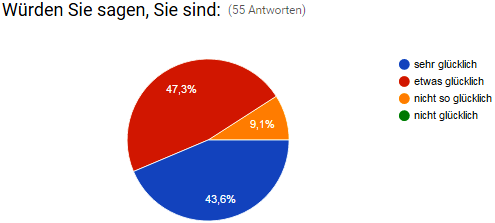 Würden Sie sagen, Sie sind: (55 Antworten)
47,3%
9,1%
43,6%
sehr glücklich
etwas glücklich
nicht so glücklich
nicht glücklich